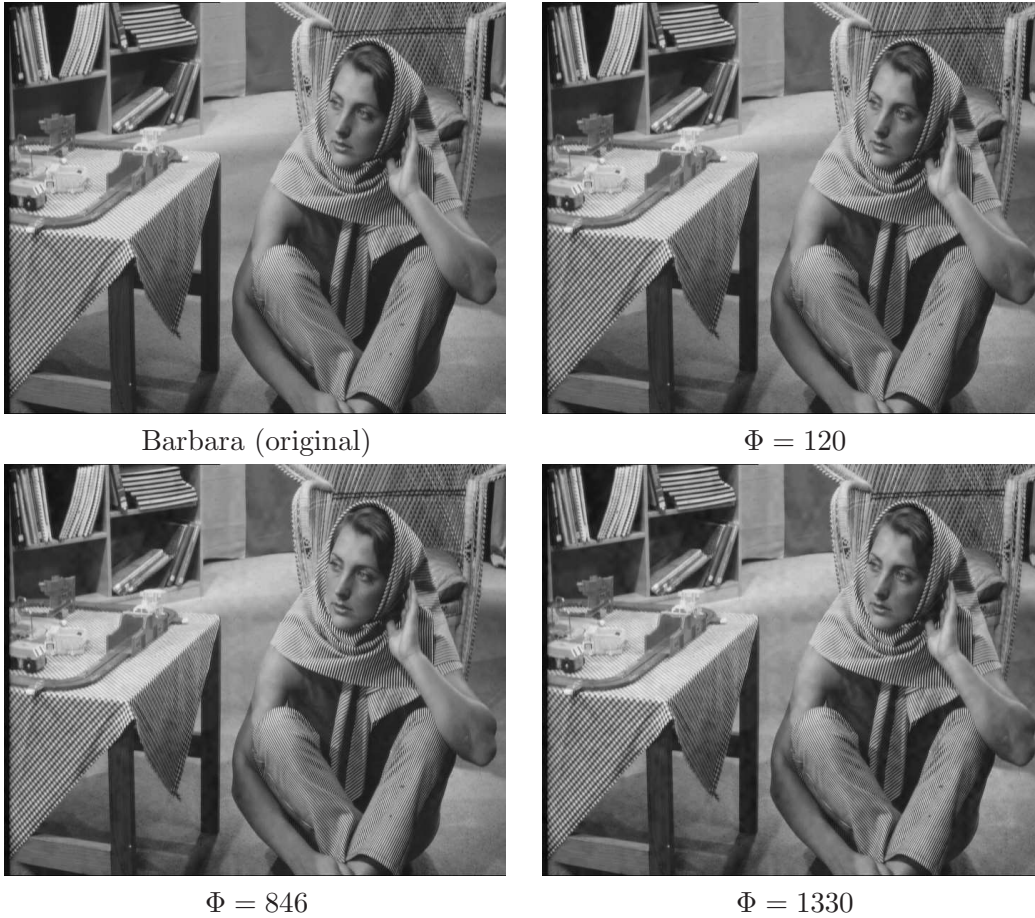 Barbara (original)
Φ = 120
Φ = 846
Φ = 1330